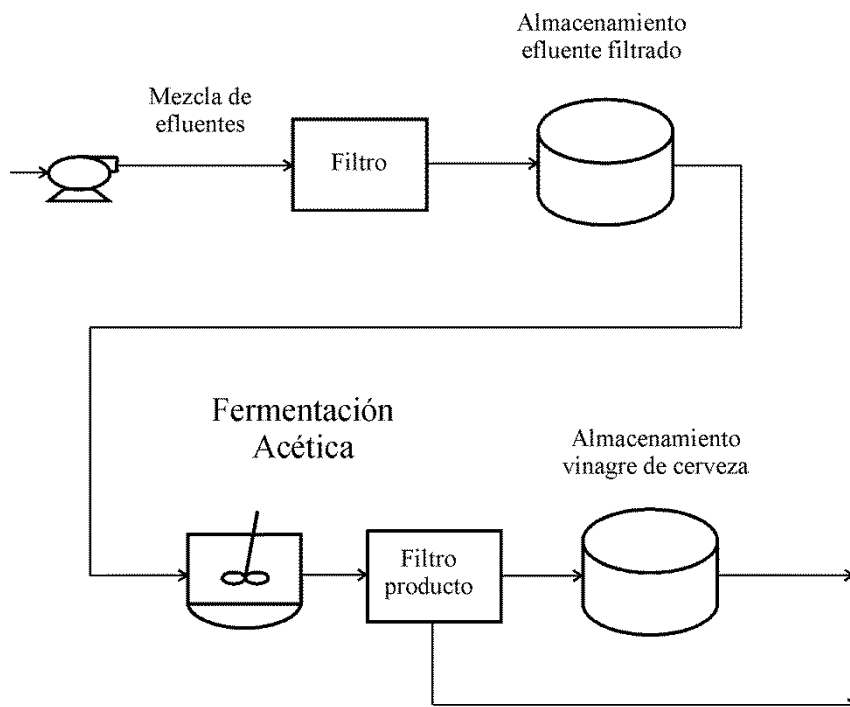 Almacenamiento
efluente filtrado
Mezcla de
efluentes
Filtro
Fermentación
Acética
Almacenamiento
vinagre de cerveza
Filtro
producto